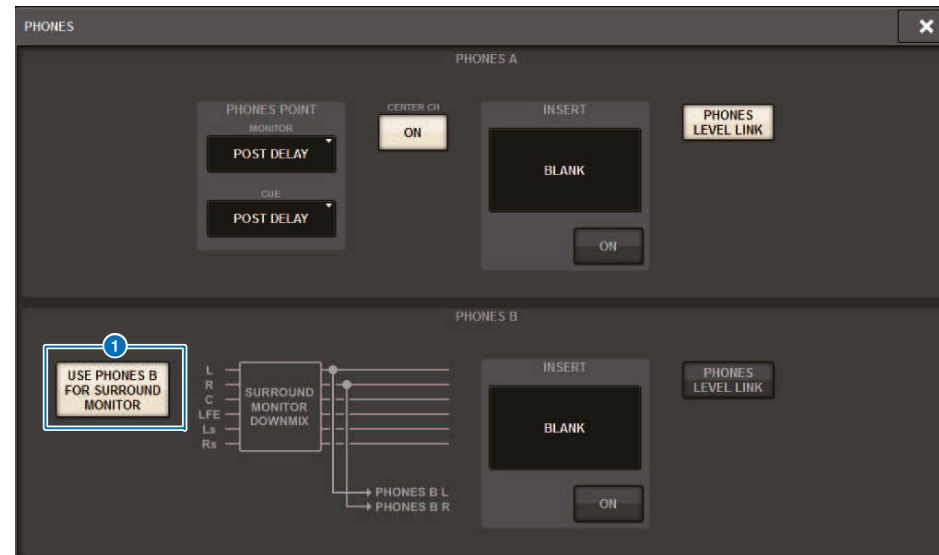 PHONES
PHONES A
PHONES POINT
MONITOR
POST DELAY
CUE
POST DELAY
CENTER CH
ON
INSERT
BLANK
ON
PHONES
LEVEL LINK
PHONES B
1
USE PHONES B
FOR SURROUND
MONITOR
L
R
C
LFE
Ls
Rs
SURROUND
MONITOR
DOWNMIX
PHONES B L
PHONES B R
INSERT
BLANK
ON
PHONES
LEVEL LINK